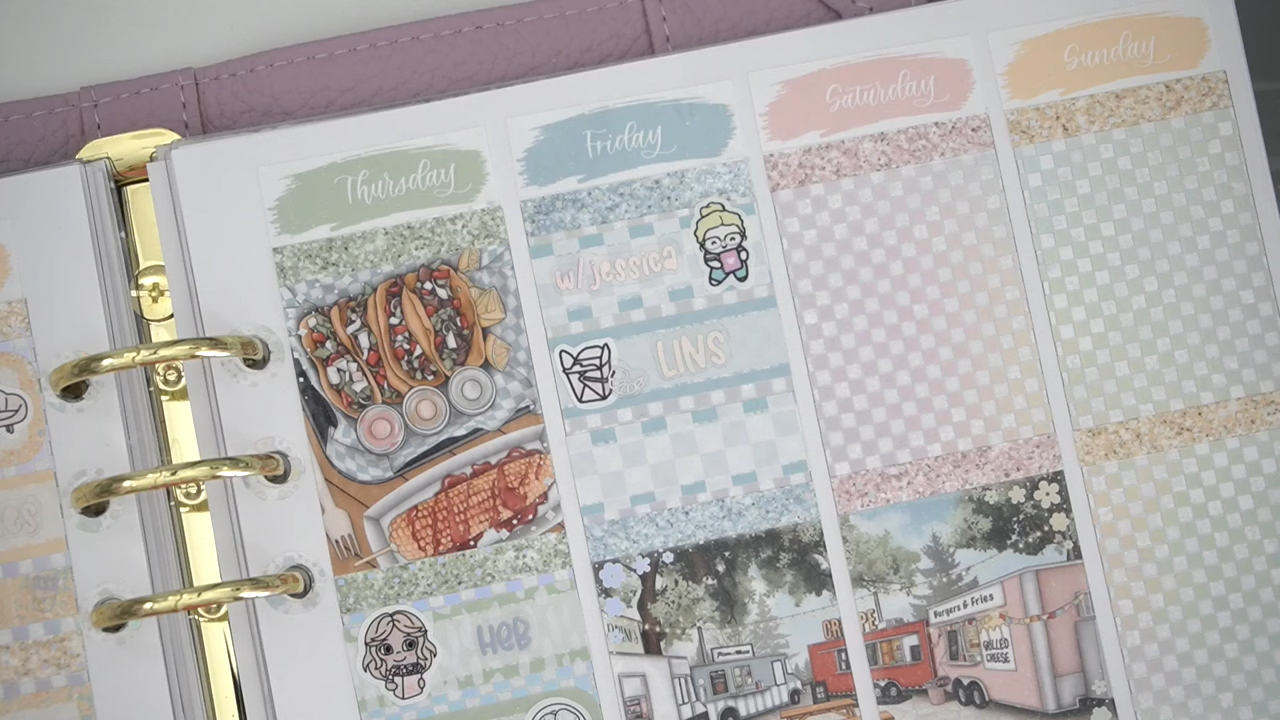 Thursday
Friday
Saturday
Sunday
w/jessica
LINS
HEB
Burgers & Fries
GRILLED
CHEESE